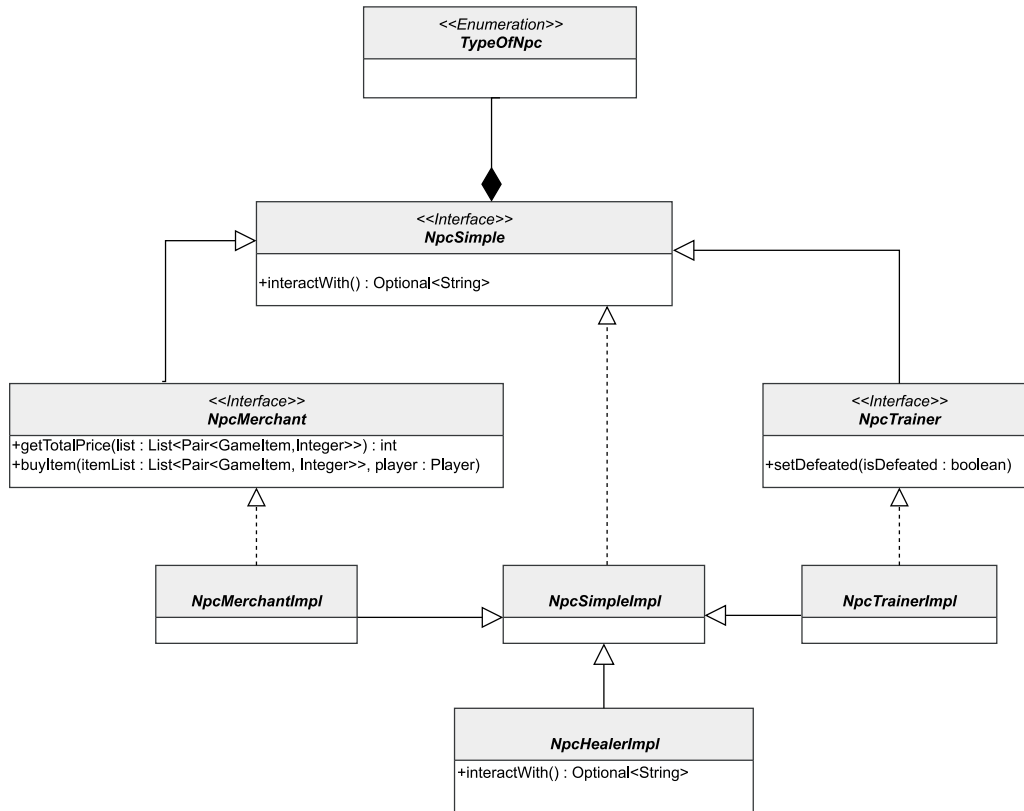 <<Enumeration>>
TypeOfNpc
<<Interface>>
NpcSimple
+interactWith() : Optional<String>
<<Interface>>
NpcMerchant
+getTotalPrice(list : List<Pair<GameItem,Integer>>) : int
+buyItem(itemList : List<Pair<GameItem, Integer>>, player : Player)
<<Interface>>
NpcTrainer
+setDefeated(isDefeated : boolean)
NpcMerchantImpl
NpcSimpleImpl
NpcTrainerImpl
NpcHealerImpl
+interactWith() : Optional<String>